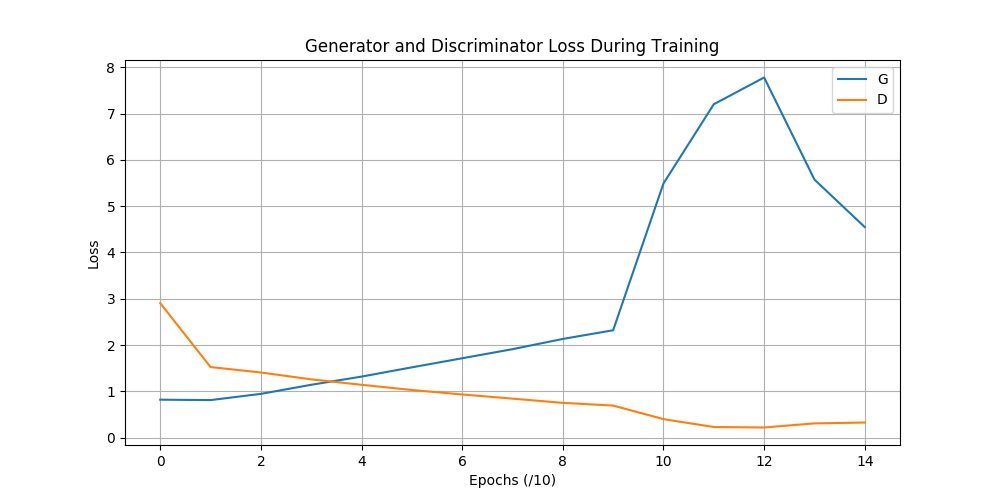 Generator and Discriminator Loss During Training
G
D
8
7
6
5
4
3
2
1
0
Loss
0 2 4 6 8 10 12 14
Epochs (/10)